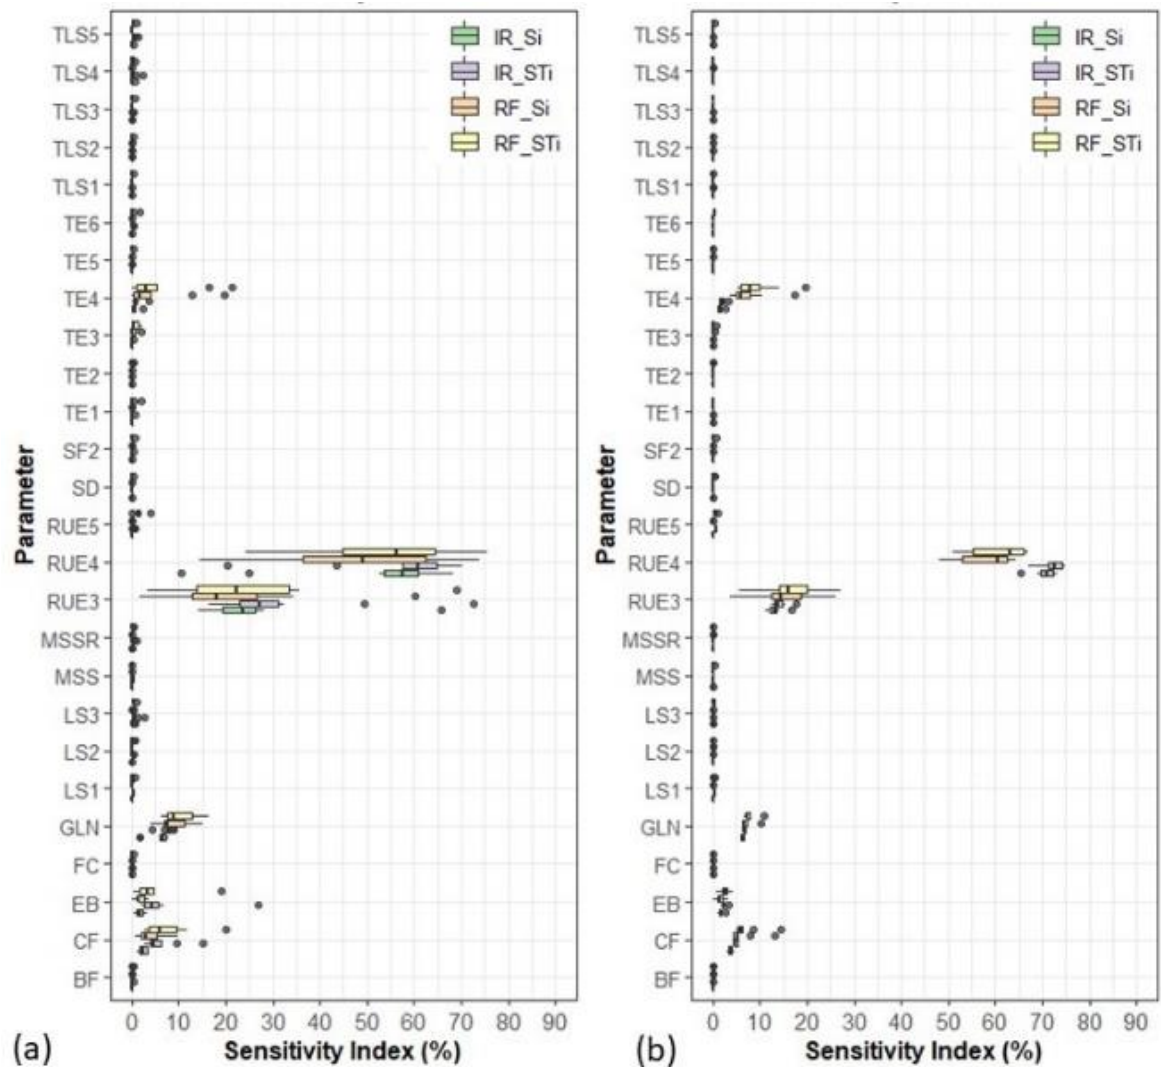 TLS5
TLS4
TLS3
TLS2
TLS1
TE6
TE5
TE4
TE3
TE2
TE1
SF2
SD
RUE5
RUE4
RUE3
MSSR
MSS
LS3
LS2
LS1
GLN
FC
EB
CF
BF
Parameter
IR_Si
IR_STi
RF_Si
RF_STi
0 10 20 30 40 50 60 70 80 90
Sensitivity Index (%)
(a)
TLS5
TLS4
TLS3
TLS2
TLS1
TE6
TE5
TE4
TE3
TE2
TE1
SF2
SD
RUE5
RUE4
RUE3
MSSR
MSS
LS3
LS2
LS1
GLN
FC
EB
CF
BF
Parameter
IR_Si
IR_STi
RF_Si
RF_STi
0 10 20 30 40 50 60 70 80 90
Sensitivity Index (%)
(b)